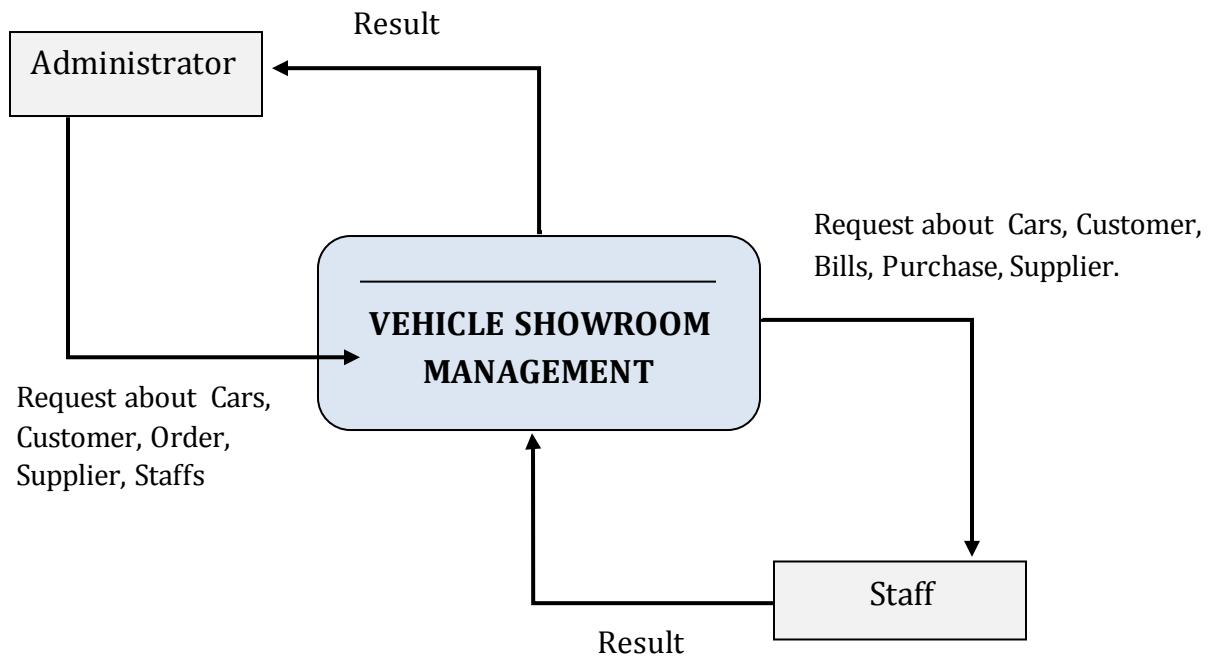 Result
Administrator
Request about Cars, Customer,
Bills, Purchase, Supplier.
VEHICLE SHOWROOM
MANAGEMENT
Request about Cars,
Customer, Order,
Supplier, Staffs
Staff
Result